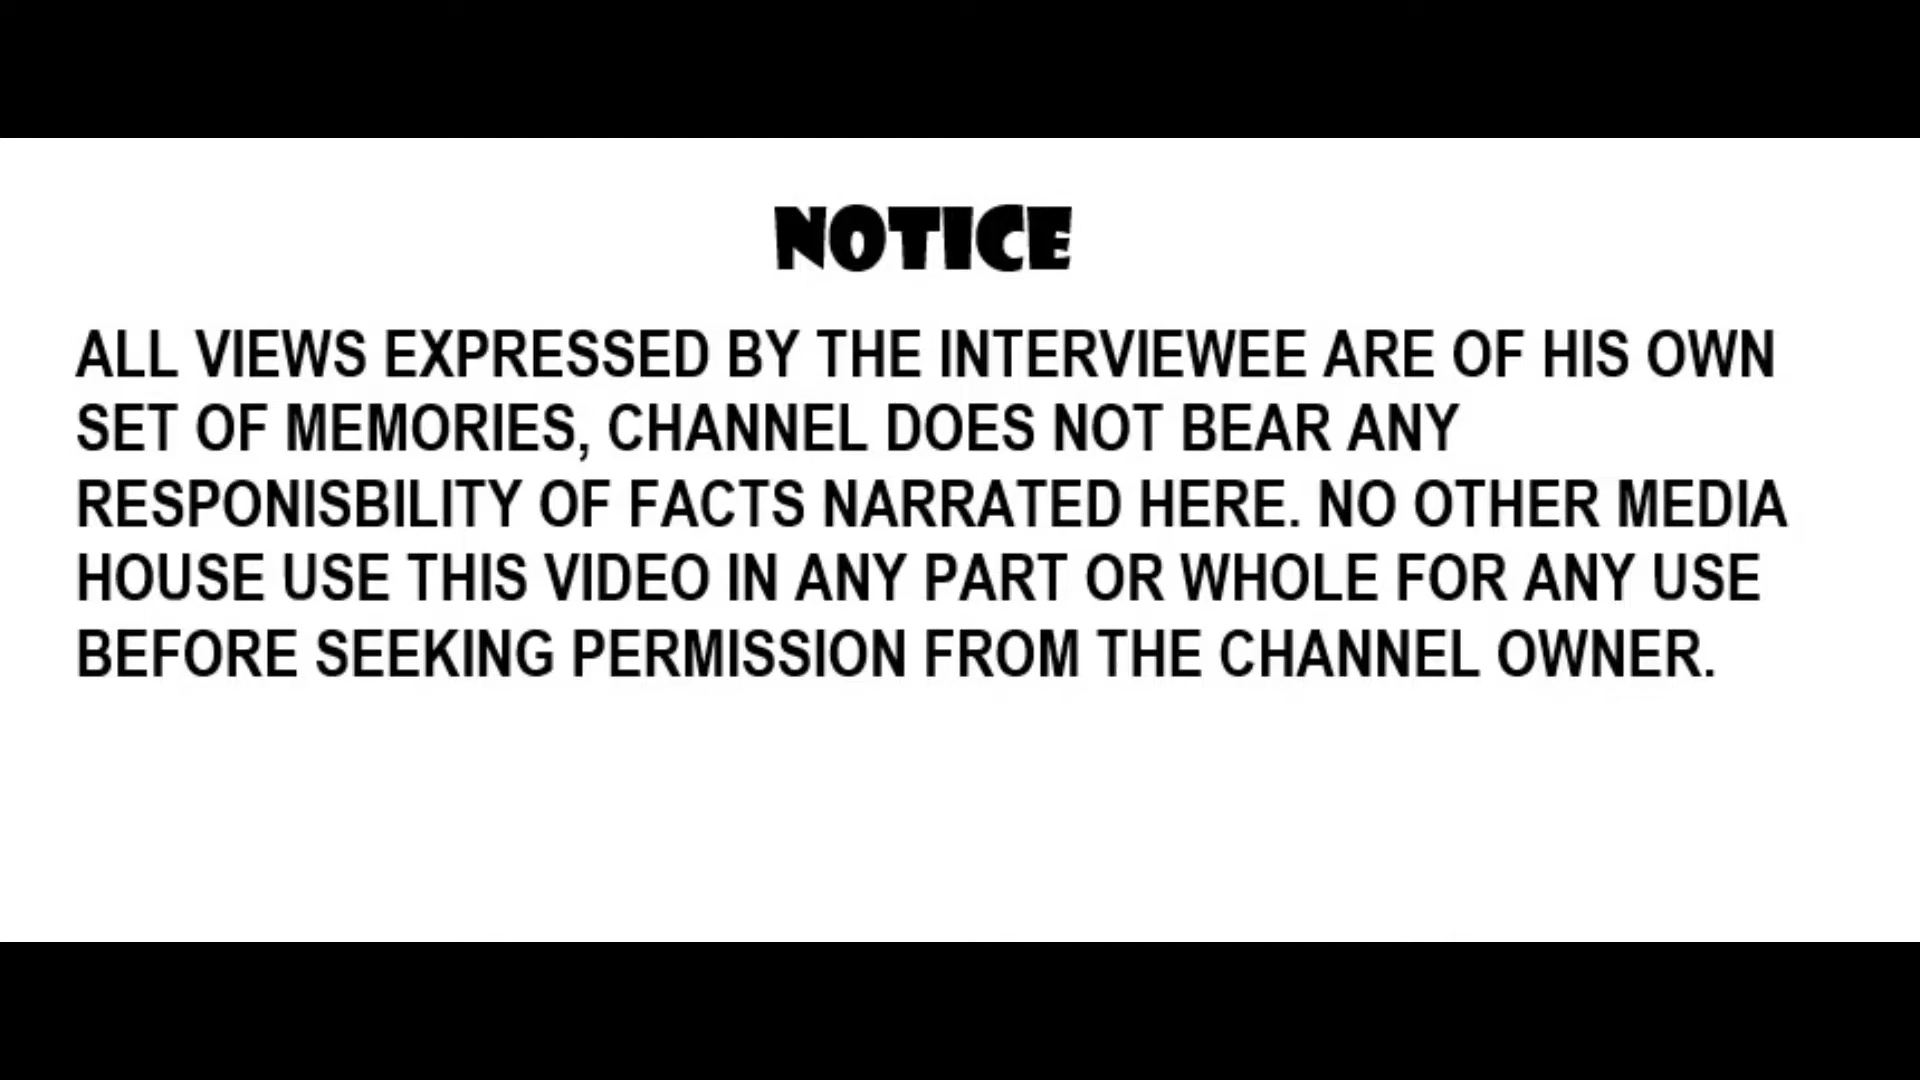 NOTICE
ALL VIEWS EXPRESSED BY THE INTERVIEWEE ARE OF HIS OWN
SET OF MEMORIES, CHANNEL DOES NOT BEAR ANY
RESPONISBILITY OF FACTS NARRATED HERE. NO OTHER MEDIA
HOUSE USE THIS VIDEO IN ANY PART OR WHOLE FOR ANY USE
BEFORE SEEKING PERMISSION FROM THE CHANNEL OWNER.